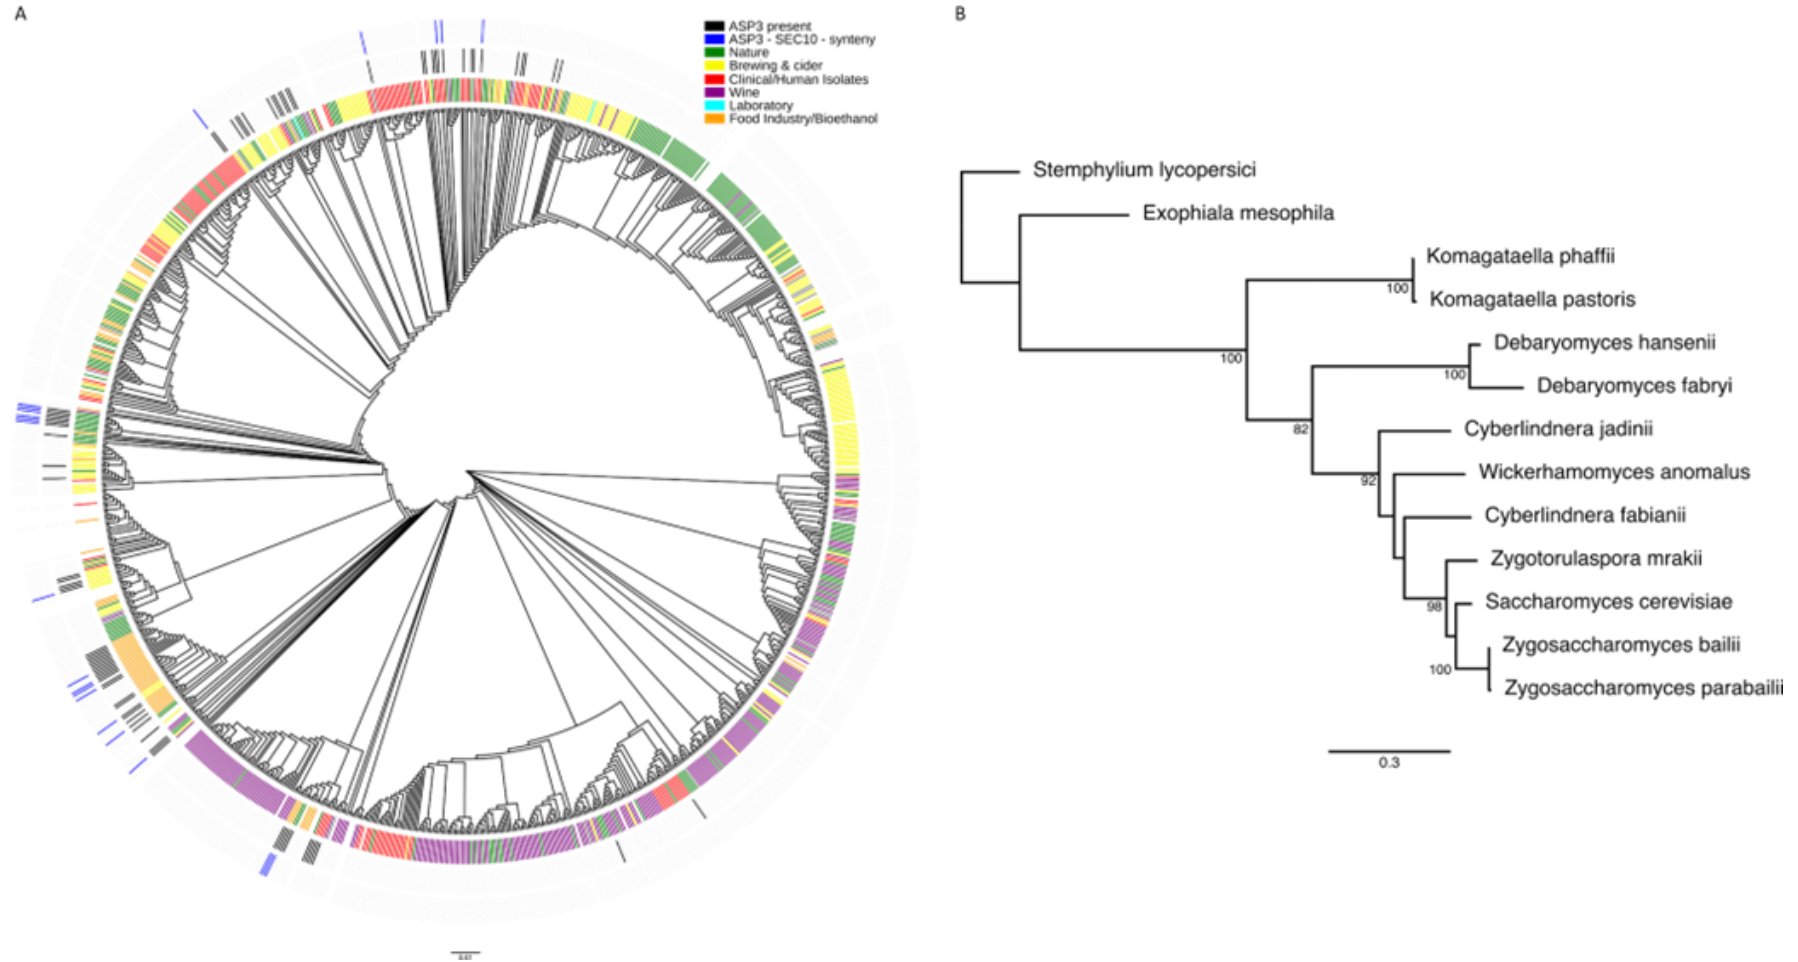 A
ASP3 present
ASP3 - SEC10 - synteny
Nature
Brewing & cider
Clinical/Human Isolates
Wine
Laboratory
Food Industry/Bioethanol
B
Stemphylium lycopersici
Exophiala mesophila
Komagataella phaffii
100
Komagataella pastoris
Debaryomyces hansenii
100
100
Debaryomyces fabryi
Cyberlindnera jadinii
82
Wickerhamomyces anomalus
92
Cyberlindnera fabianii
Zygotorulaspora mrakii
Saccharomyces cerevisiae
98
Zygosaccharomyces bailii
100
Zygosaccharomyces parabailii
0.3